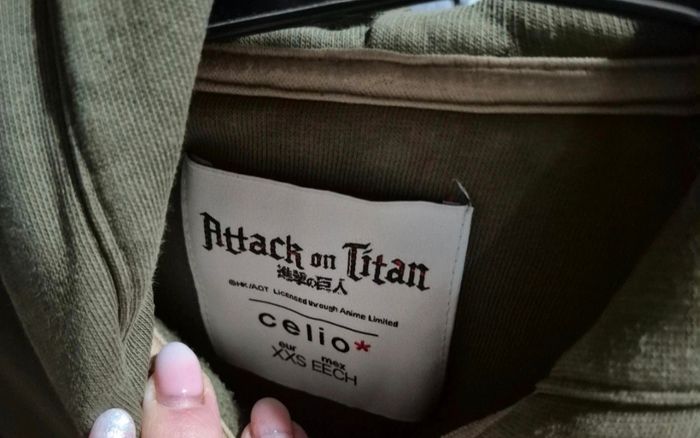 Attack on Titan
進撃の巨人
©HK/AOT Licensed through Anime Limited
celio*
eur mex
XXS EECH